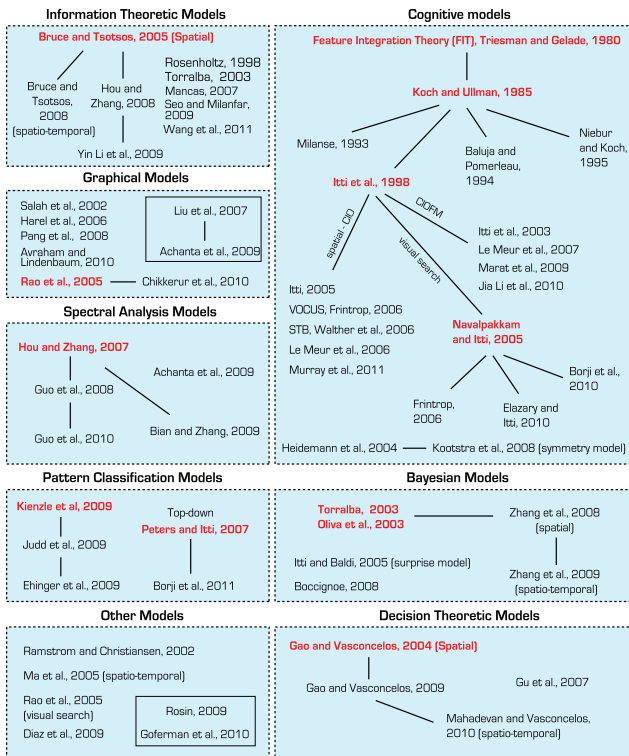 Information Theoretic Models
Bruce and Tsotsos, 2005 (Spatial)
Bruce and
Tsotsos,
2008
(spatio-temporal)
Hou and
Zhang, 2008
Rosenholtz, 1998
Torralba, 2003
Mancas, 2007
Seo and Milanfar,
2009
Wang et al., 2011
Yin Li et al., 2009
Graphical Models
Salah et al., 2002
Harel et al., 2006
Pang et al., 2008
Avraham and
Lindenbaum, 2010
Liu et al., 2007
Achanta et al., 2009
Rao et al., 2005
Chikkerur et al., 2010
Spectral Analysis Models
Hou and Zhang, 2007
Achanta et al., 2009
Guo et al., 2008
Guo et al., 2010
Bian and Zhang, 2009
Cognitive models
Feature Integration Theory (FIT), Triesman and Gelade, 1980
Koch and Ullman, 1985
Milanse, 1993
Baluja and
Pomerleau,
1994
Niebur
and Koch,
1995
Itti et al., 1998
spatial - CIO
visual search
CIOFM
Itti et al., 2003
Le Meur et al., 2007
Marat et al., 2009
Jia Li et al., 2010
Itti, 2005
VOCUS, Frintrop, 2006
STB, Walther et al., 2006
Le Meur et al., 2006
Murray et al., 2011
Navalpakkam
and Itti, 2005
Frintrop,
2006
Elazary and
Itti, 2010
Borji et al.,
2010
Heidemann et al., 2004
Kootstra et al., 2008 (symmetry model)
Pattern Classification Models
Kienzle et al, 2009
Judd et al., 2009
Ehinger et al., 2009
Top-down
Peters and Itti, 2007
Borji et al., 2011
Bayesian Models
Torralba, 2003
Oliva et al., 2003
Zhang et al., 2008
(spatial)
Itti and Baldi, 2005 (surprise model)
Boccignoe, 2008
Zhang et al., 2009
(spatio-temporal)
Other Models
Ramstrom and Christiansen, 2002
Ma et al., 2005 (spatio-temporal)
Rao et al., 2005
(visual search)
Diaz et al., 2009
Rosin, 2009
Goferman et al., 2010
Decision Theoretic Models
Gao and Vasconcelos, 2004 (Spatial)
Gao and Vasconcelos, 2009
Gu et al., 2007
Mahadevan and Vasconcelos,
2010 (spatio-temporal)